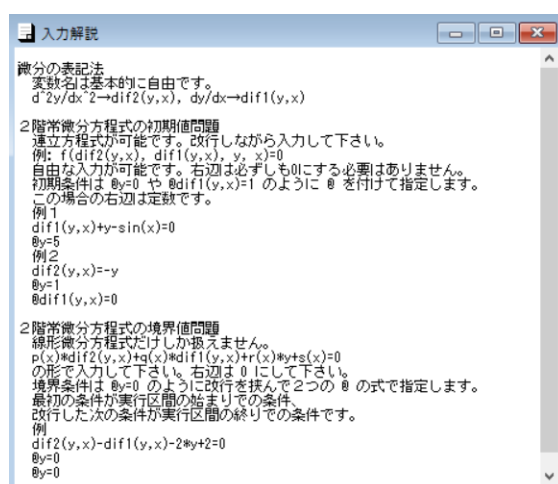 入力解説
微分の表記法
変数名は基本的に自由です。
d^2y/dx^2→dif2(y,x), dy/dx→dif1(y,x)
２階常微分方程式の初期値問題
連立方程式が可能です。改行しながら入力して下さい。
例: f(dif2(y,x), dif1(y,x), y, x)=0
自由な入力が可能です。右辺は必ずしも0にする必要はありません。
初期条件は @y=0 や @dif1(y,x)=1 のように @ を付けて指定します。
この場合の右辺は定数です。
例１
dif1(y,x)+y-sin(x)=0
@y=5
例２
dif2(y,x)=-y
@y=1
@dif1(y,x)=0
２階常微分方程式の境界値問題
線形微分方程式だけしか扱えません。
p(x)*dif2(y,x)+q(x)*dif1(y,x)+r(x)*y+s(x)=0
の形で入力して下さい。右辺は 0 にして下さい。
境界条件は @y=0 のように改行を挟んで２つの @ の式で指定します。
最初の条件が実行区間の始まりでの条件、
改行した次の条件が実行区間の終りでの条件です。
例
dif2(y,x)-dif1(y,x)-2*y+2=0
@y=0
@y=0